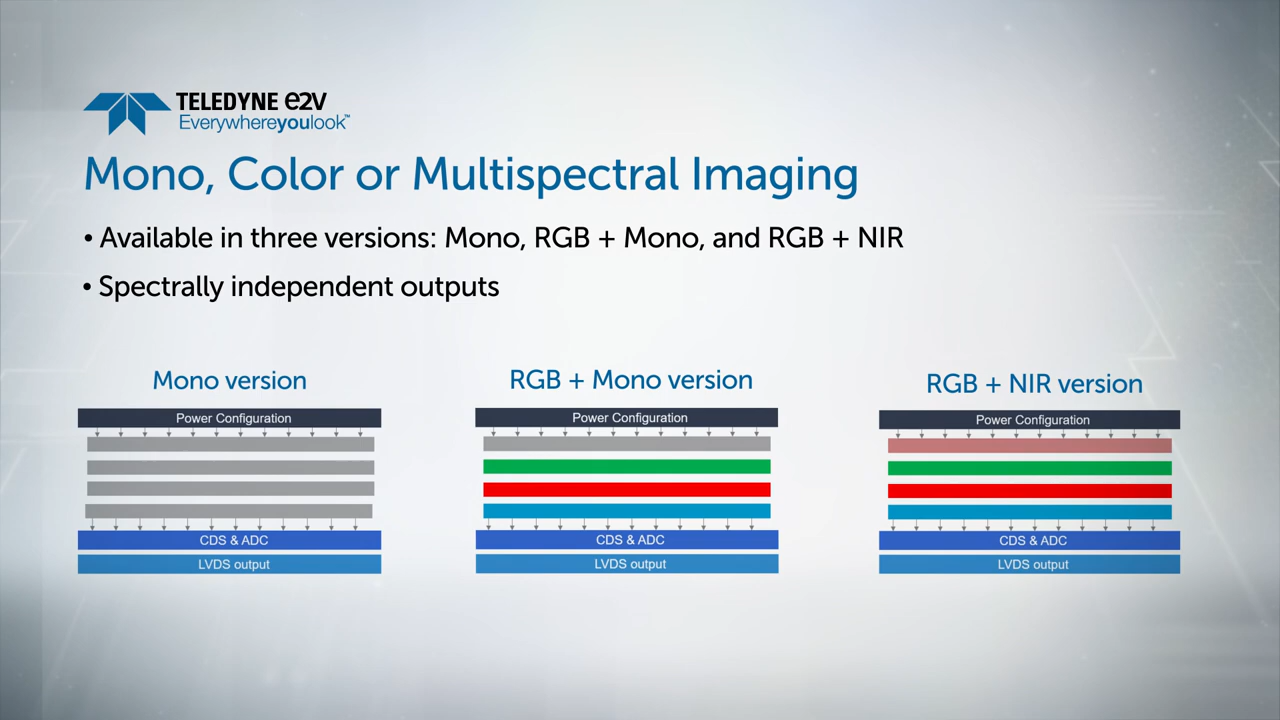 TELEDYNE e2v
Everywhereyoulook™
Mono, Color or Multispectral Imaging
• Available in three versions: Mono, RGB + Mono, and RGB + NIR
• Spectrally independent outputs
Mono version
Power Configuration
CDS & ADC
LVDS output
RGB + Mono version
Power Configuration
CDS & ADC
LVDS output
RGB + NIR version
Power Configuration
CDS & ADC
LVDS output